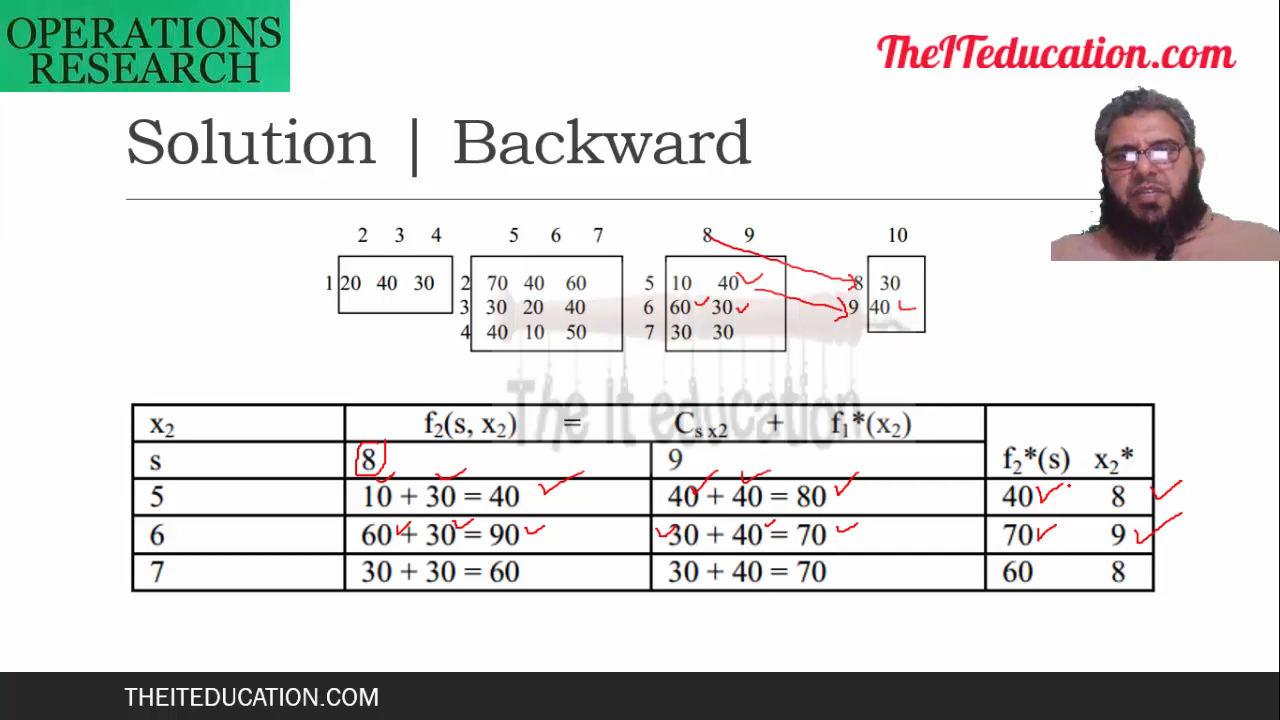 OPERATIONS
RESEARCH
TheITeducation.com
Solution | Backward
2 3 4
5 6 7
8 9
10
1 20 40 30
2 70 40 60
5 10 40
8 30
3 30 20 40
6 60 30
9 40
4 40 10 50
7 30 30
The It education
x2 f2(s, x2) = Cs x2 + f1*(x2)
s 8 9 f2*(s) x2*
5 10 + 30 = 40 40 + 40 = 80 40 8
6 60 + 30 = 90 30 + 40 = 70 70 9
7 30 + 30 = 60 30 + 40 = 70 60 8
THEITEDUCATION.COM